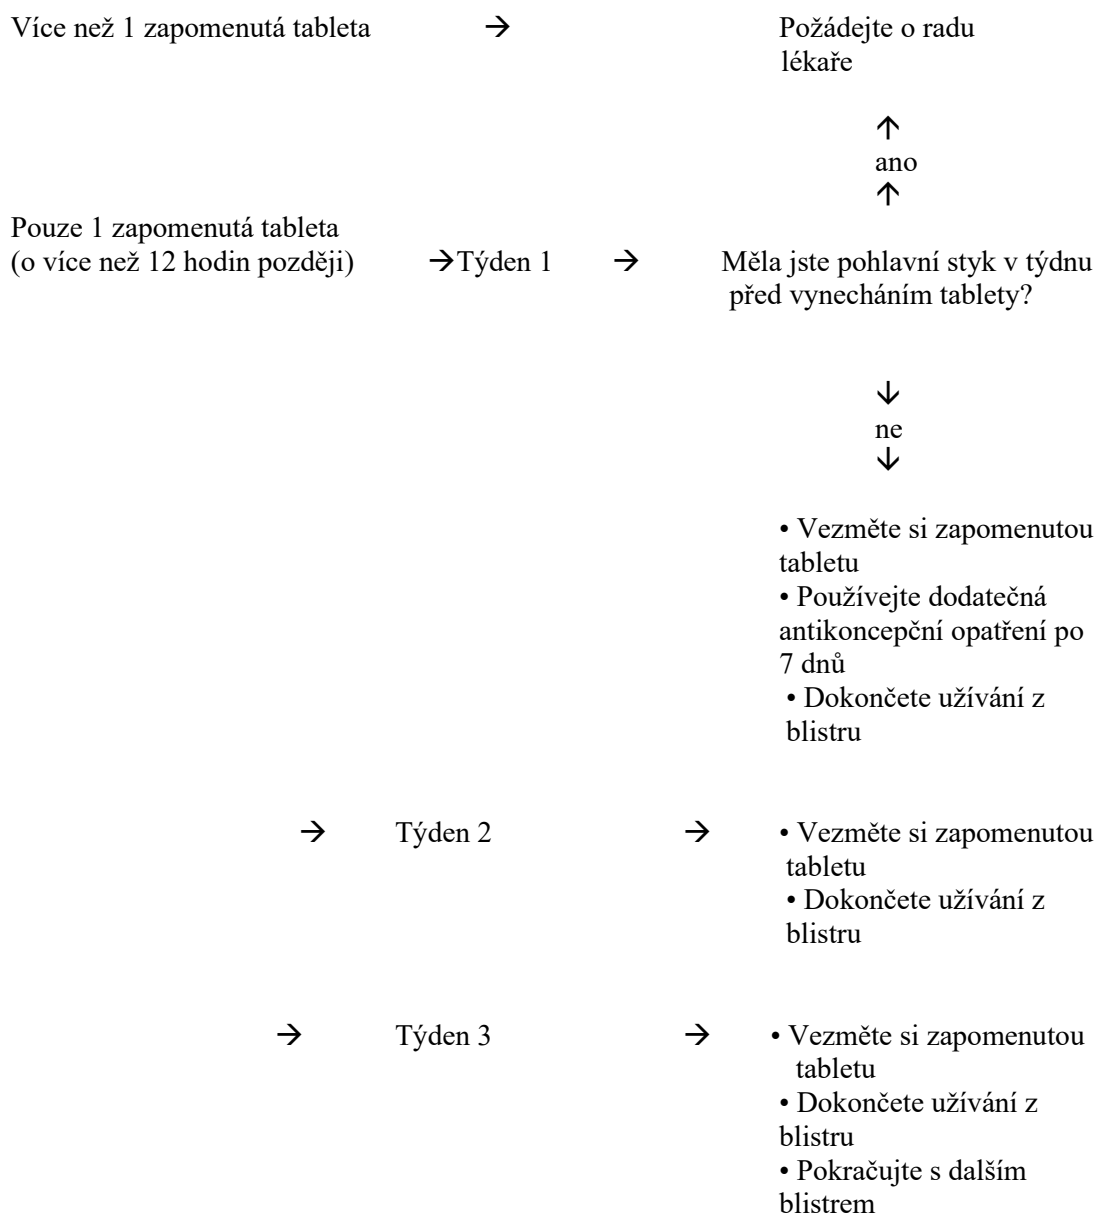 Více než 1 zapomenutá tableta → Požádejte o radu
lékaře
↑
ano
↑
Pouze 1 zapomenutá tableta
(o více než 12 hodin později) →Týden 1 → Měla jste pohlavní styk v týdnu
před vynecháním tablety?
↓
ne
↓
• Vezměte si zapomenutou
tabletu
• Používejte dodatečná
antikoncepční opatření po
7 dnů
• Dokončete užívání z
blistru
→ Týden 2 → • Vezměte si zapomenutou
tabletu
• Dokončete užívání z
blistru
→ Týden 3 → • Vezměte si zapomenutou
tabletu
• Dokončete užívání z
blistru
• Pokračujte s dalším
blistrem